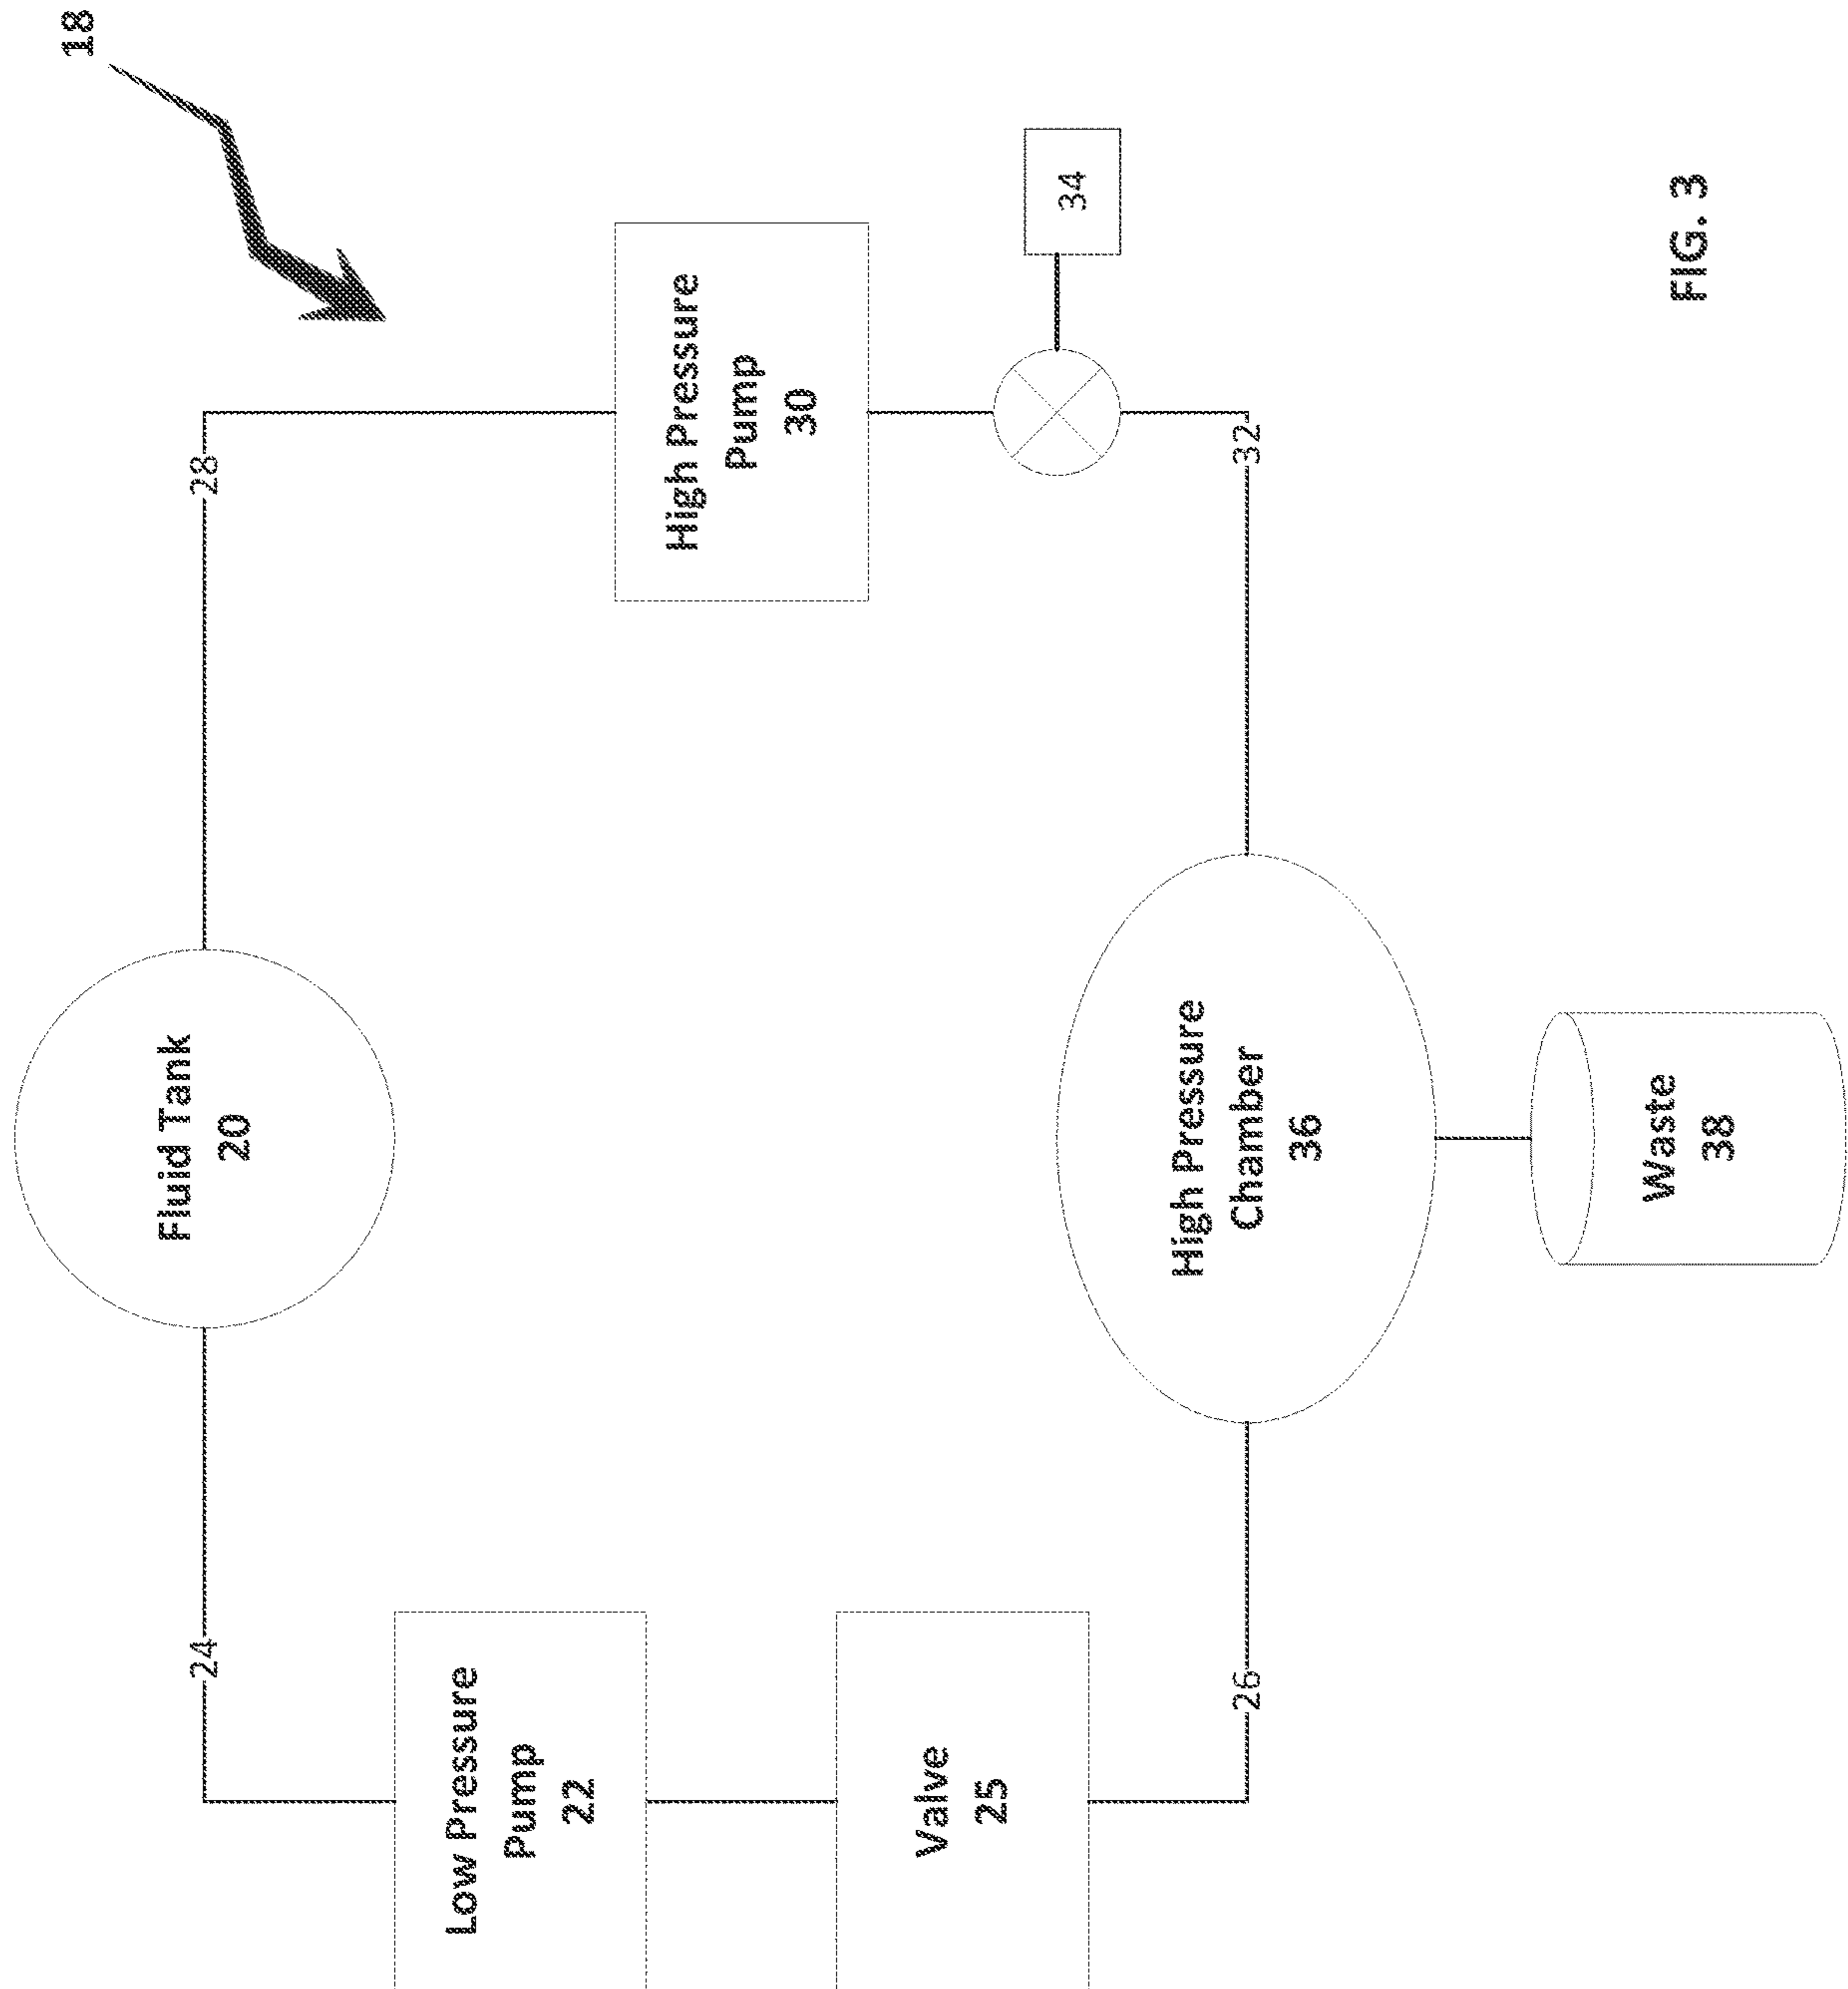 18
Fluid Tank
20
24
28
Low Pressure
Pump
22
High Pressure
Pump
30
Valve
25
34
26
32
High Pressure
Chamber
36
Waste
38
FIG. 3